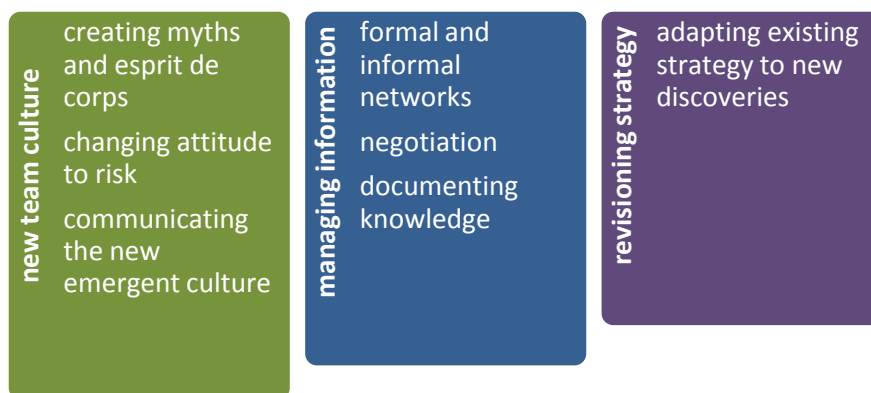 new team culture
creating myths
and esprit de
corps
changing attitude
to risk
communicating
the new
emergent culture
managing information
formal and
informal
networks
negotiation
documenting
knowledge
revisioning strategy
adapting existing
strategy to new
discoveries